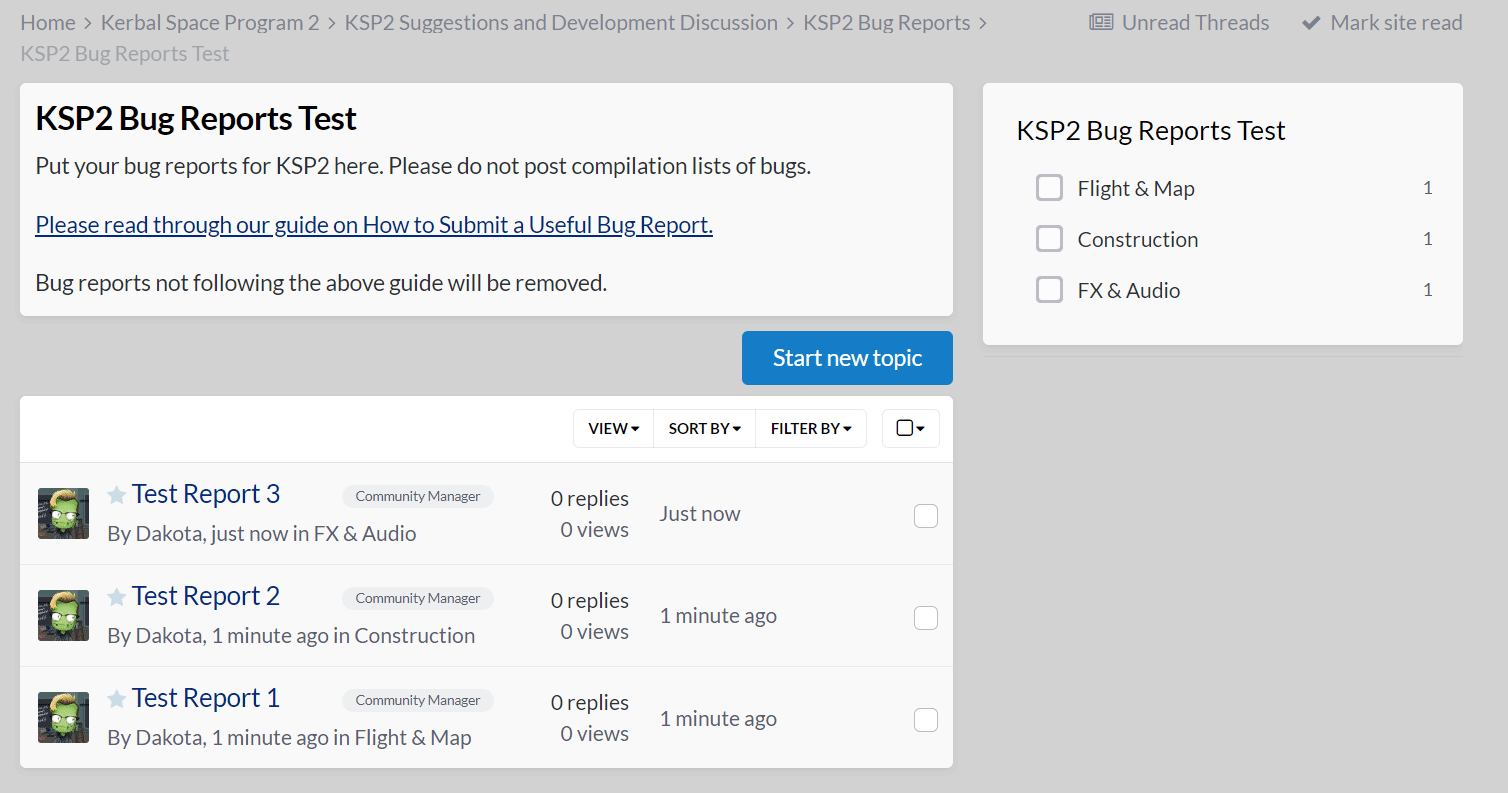 Home > Kerbal Space Program 2 > KSP2 Suggestions and Development Discussion > KSP2 Bug Reports >
KSP2 Bug Reports Test
Unread Threads Mark site read
KSP2 Bug Reports Test
Put your bug reports for KSP2 here. Please do not post compilation lists of bugs.
Please read through our guide on How to Submit a Useful Bug Report.
Bug reports not following the above guide will be removed.
KSP2 Bug Reports Test
Flight & Map 1
Construction 1
FX & Audio 1
Start new topic
VIEW SORT BY FILTER BY
Test Report 3 Community Manager
By Dakota, just now in FX & Audio
0 replies
0 views
Just now
Test Report 2 Community Manager
By Dakota, 1 minute ago in Construction
0 replies
0 views
1 minute ago
Test Report 1 Community Manager
By Dakota, 1 minute ago in Flight & Map
0 replies
0 views
1 minute ago